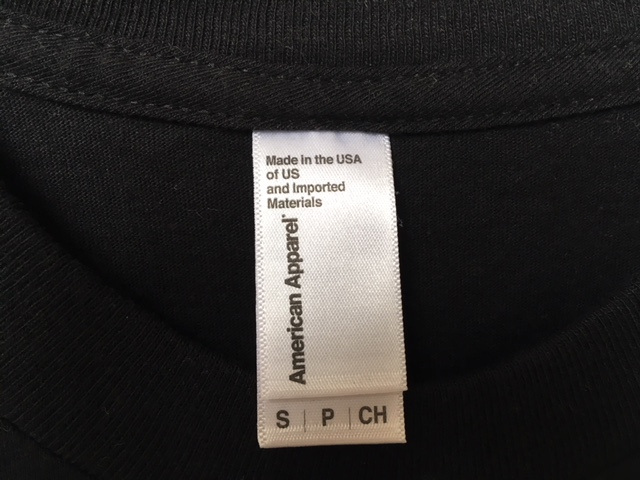 Made in the USA
of US
and Imported
Materials
American Apparel
S | P | CH